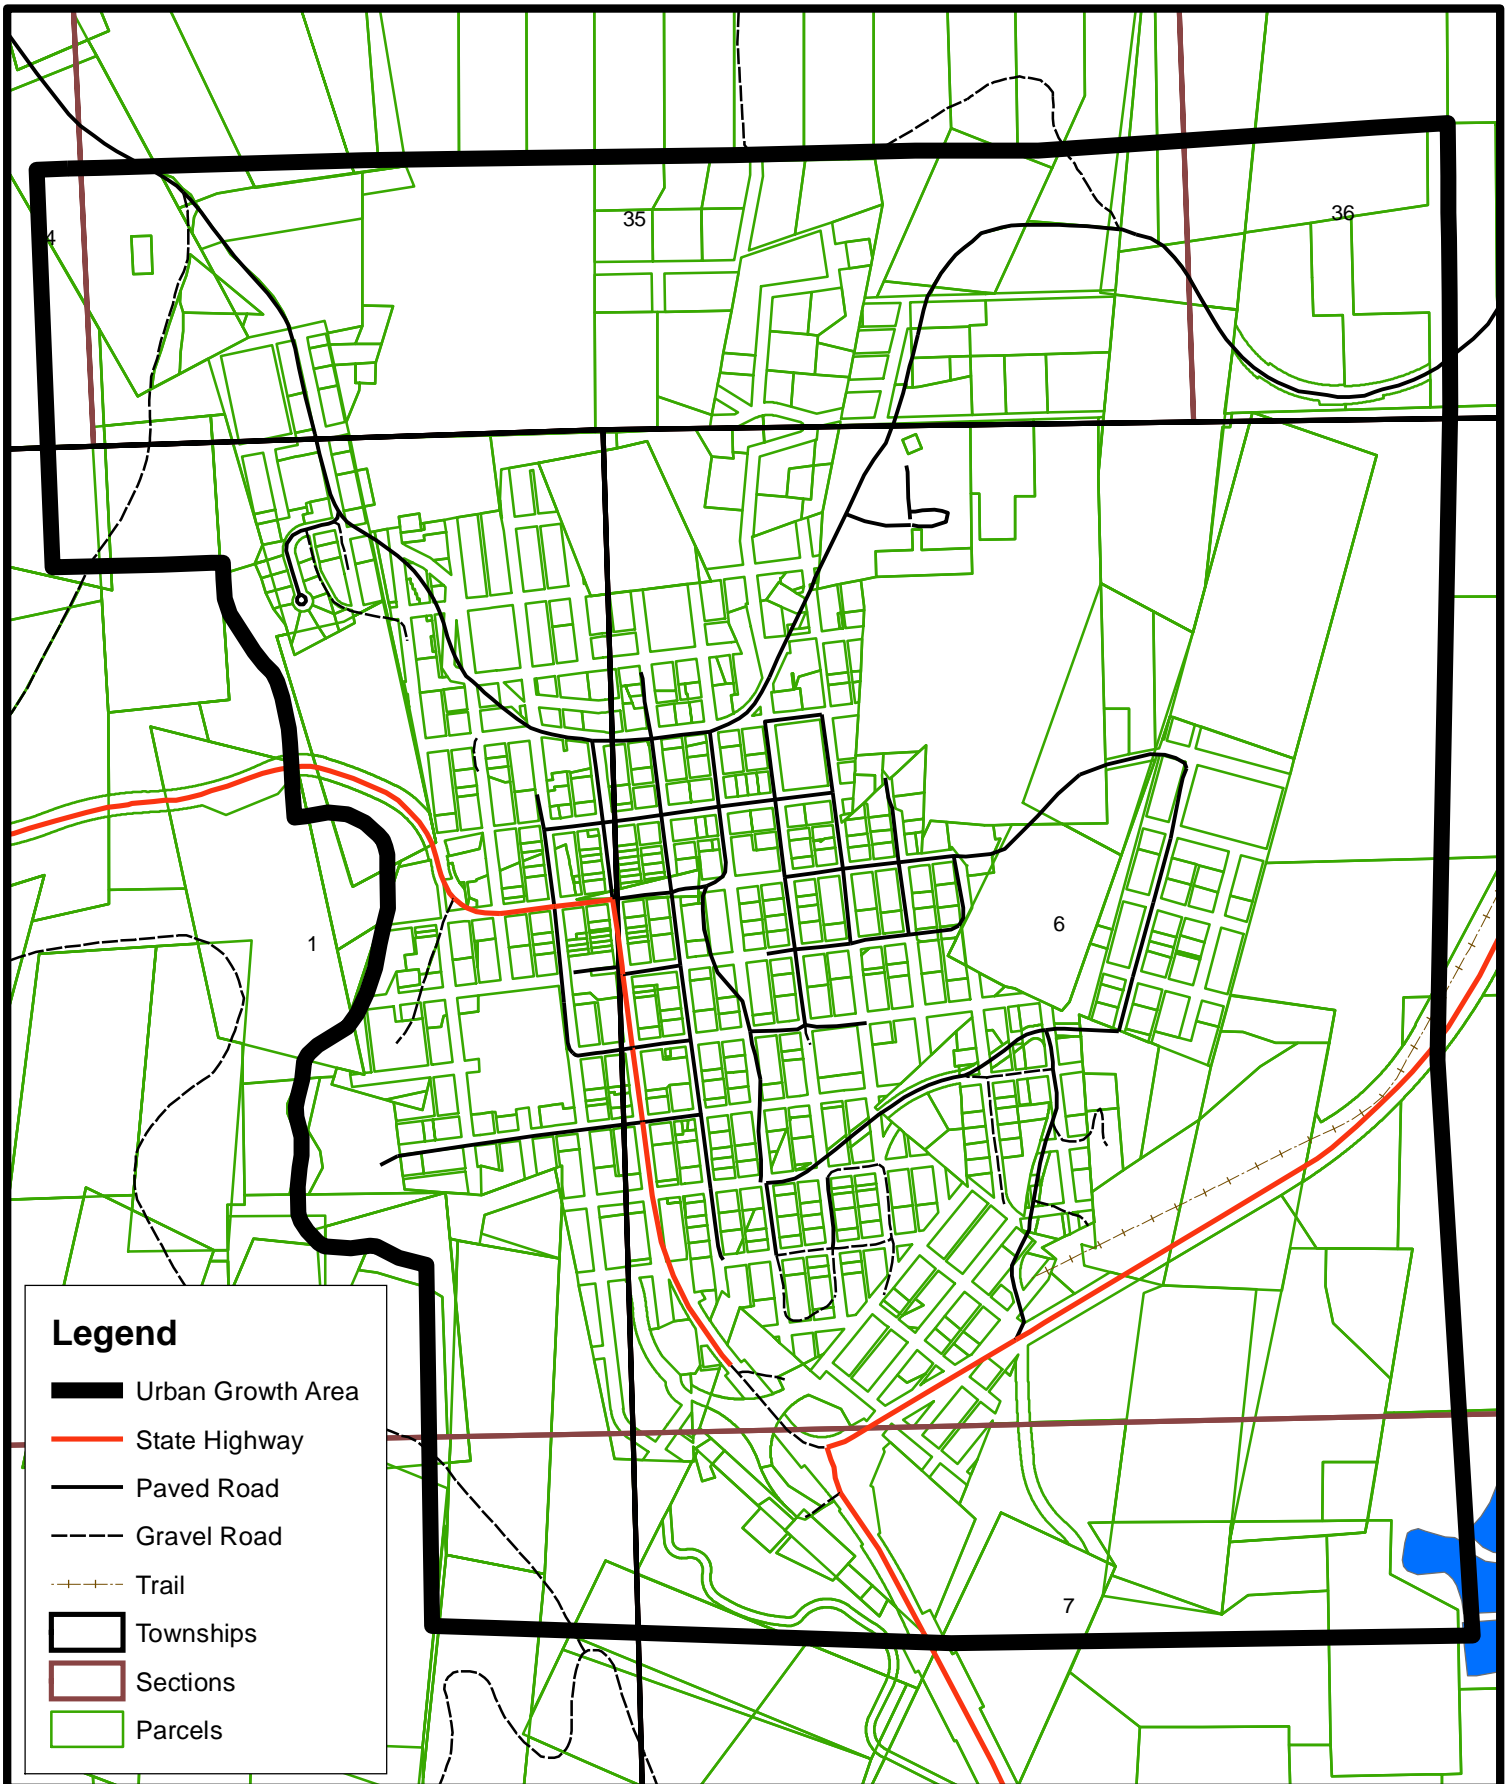 36
35
4
6
1
Legend
Urban Growth Area
State Highway
Paved Road
Gravel Road
Trail
7
Townships
Sections
Parcels